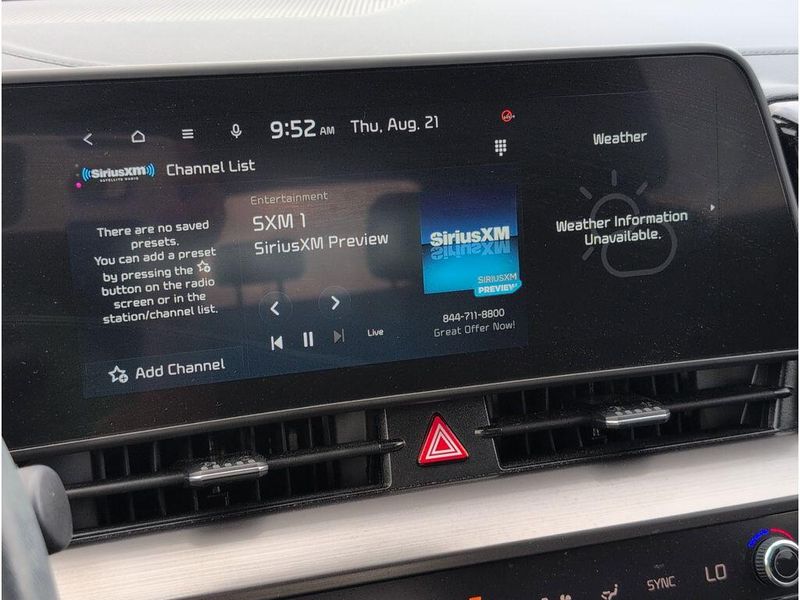 9:52 AM Thu, Aug. 21
SiriusXM
SATELLITE RADIO
Channel List
There are no saved
presets.
You can add a preset
by pressing the
button on the radio
screen or in the
station/channel list.
Add Channel
Entertainment
SXM 1
SiriusXM Preview
Live
SiriusXM
SIRIUSXM
PREVIEW
844-711-8800
Great Offer Now!
Weather
Weather Information
Unavailable.
SYNC
LO